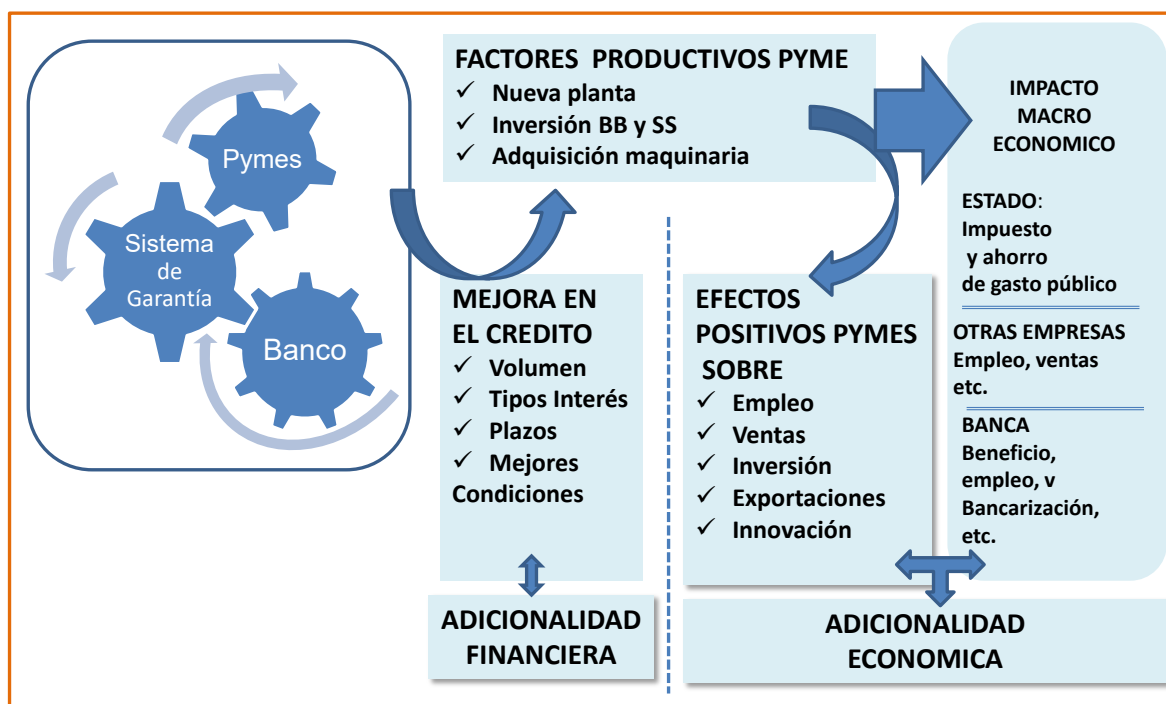 Pymes
Sistema
de
Garantía
Banco
FACTORES PRODUCTIVOS PYME
✓ Nueva planta
✓ Inversión BB y SS
✓ Adquisición maquinaria
MEJORA EN
EL CREDITO
✓ Volumen
✓ Tipos Interés
✓ Plazos
✓ Mejores
Condiciones
ADICIONALIDAD
FINANCIERA
EFECTOS
POSITIVOS PYMES
SOBRE
✓ Empleo
✓ Ventas
✓ Inversión
✓ Exportaciones
✓ Innovación
IMPACTO
MACRO
ECONOMICO
ESTADO:
Impuesto
y ahorro
de gasto público
OTRAS EMPRESAS
Empleo, ventas
etc.
BANCA
Beneficio,
empleo, v
Bancarización,
etc.
ADICIONALIDAD
ECONOMICA